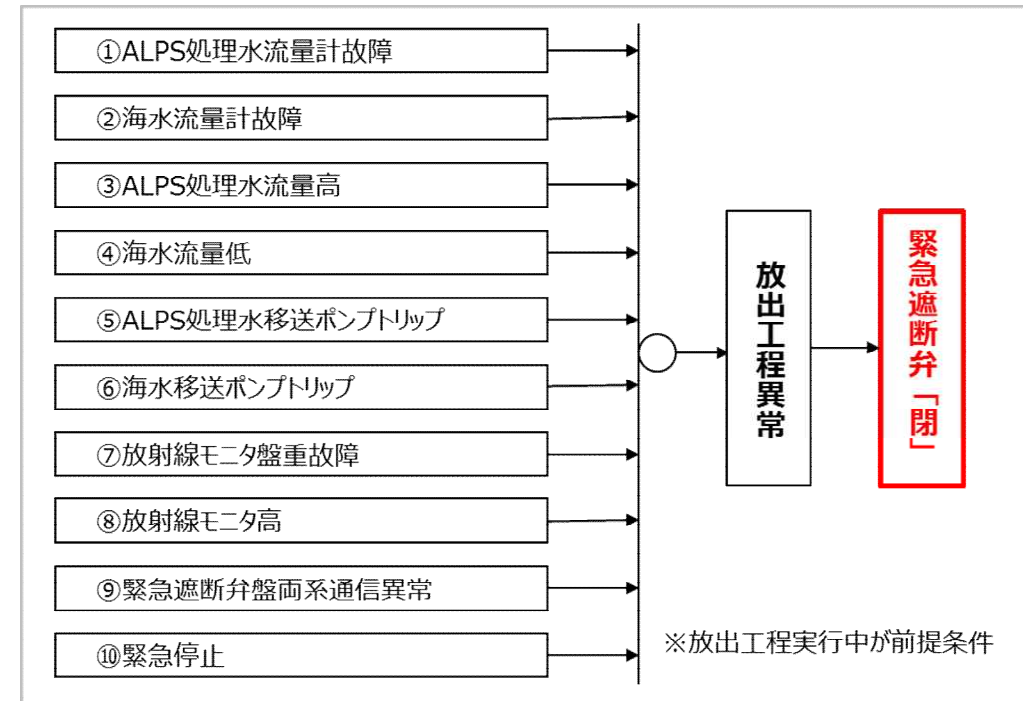 ①ALPS処理水流量計故障
②海水流量計故障
③ALPS処理水流量高
④海水流量低
⑤ALPS処理水移送ポンプトリップ
⑥海水移送ポンプトリップ
⑦放射線モニタ盤重故障
⑧放射線モニタ高
⑨緊急遮断弁盤両系通信異常
⑩緊急停止
放出工程異常
緊急遮断弁「閉」
※放出工程実行中が前提条件